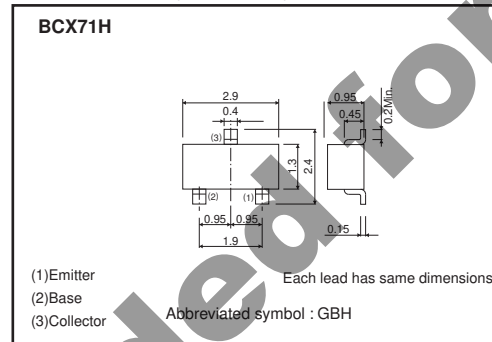 BCX71H
2.9
0.4
(3)
0.95
0.45
0.2Min.
1.3
2.4
(2)
(1)
0.95
0.95
1.9
0.15
(1)Emitter
Each lead has same dimensions
(2)Base
(3)Collector
Abbreviated symbol : GBH
ded for